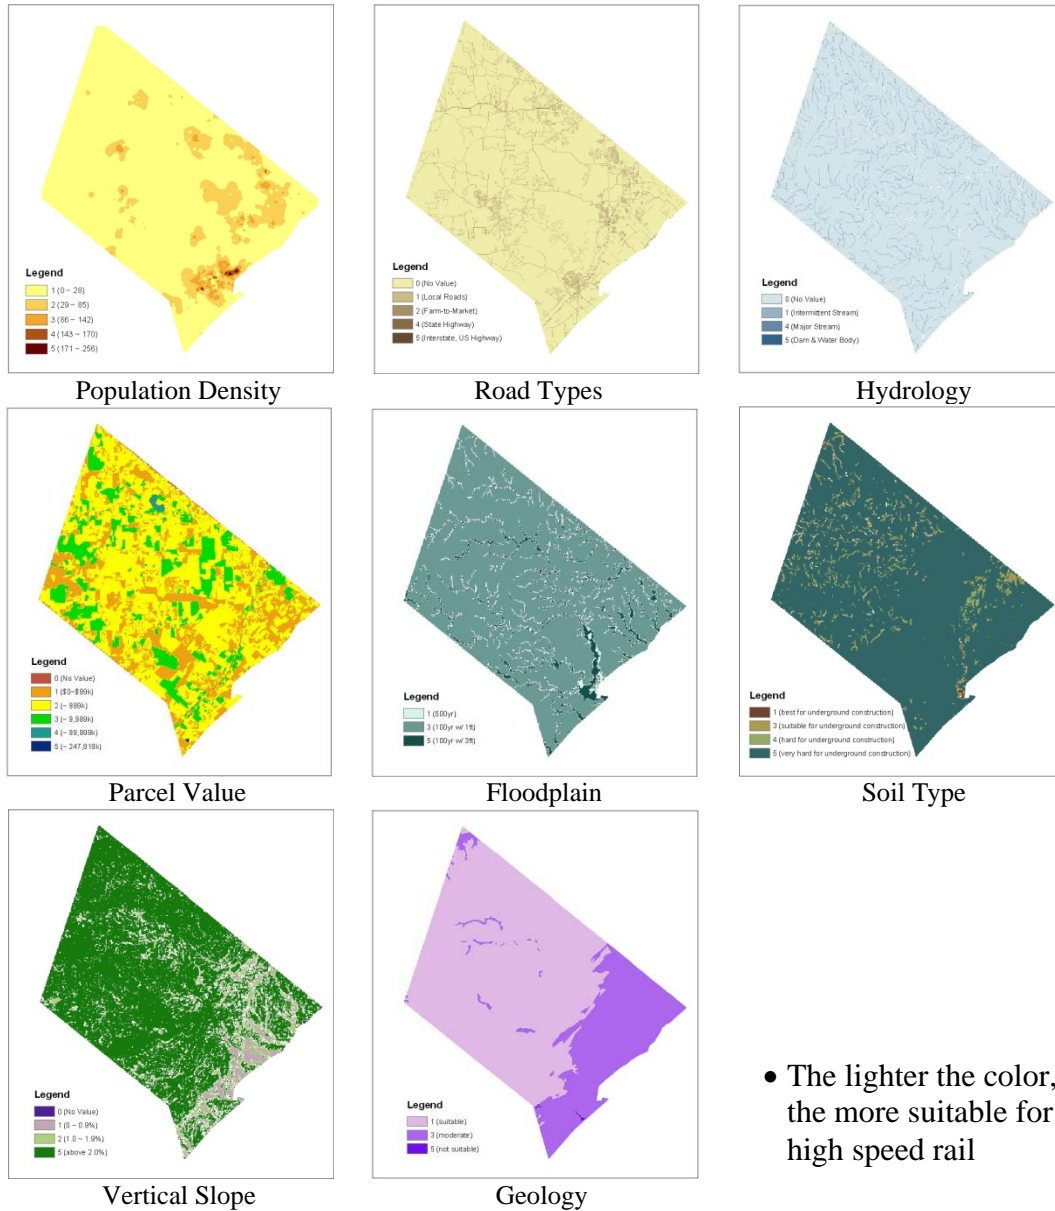 Legend
1 (0 ~ 28)
2 (29 ~ 85)
3 (86 ~ 142)
4 (143 ~ 170)
5 (171 ~ 256)
Population Density
Legend
0 (No Value)
1 (Local Roads)
2 (Farm-to-Market)
4 (State Highway)
5 (Interstate, US Highway)
Road Types
Legend
0 (No Value)
1 (Intermittent Stream)
4 (Major Stream)
5 (Dam & Water Body)
Hydrology
Legend
0 (No Value)
1 ($0~$99k)
2 (~ 999k)
3 (~ 9,999k)
4 (~ 99,999k)
5 (~ 247,818k)
Parcel Value
Legend
1 (500yr)
3 (100yr w/ 1ft)
5 (100yr w/ 3ft)
Floodplain
Legend
1 (best for underground construction)
3 (suitable for underground construction)
4 (hard for underground construction)
5 (very hard for underground construction)
Soil Type
Legend
0 (No Value)
1 (0 ~ 0.9%)
2 (1.0 ~ 1.9%)
5 (above 2.0%)
Vertical Slope
Legend
1 (suitable)
3 (moderate)
5 (not suitable)
Geology
• The lighter the color,
the more suitable for
high speed rail